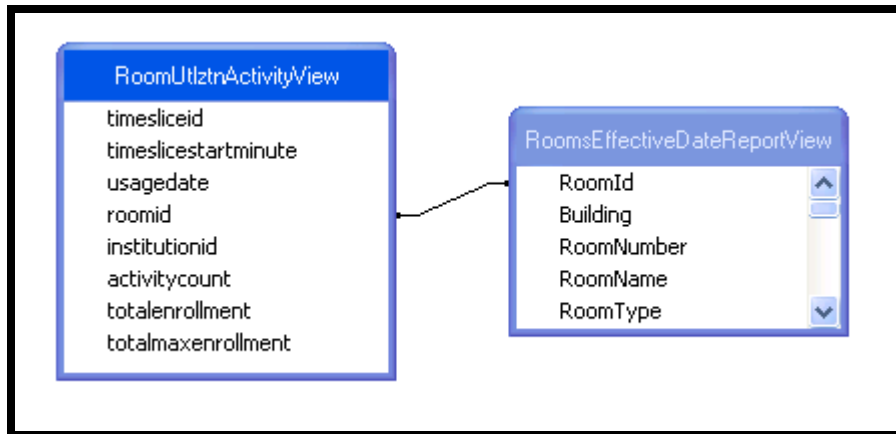 RoomUtlztnActivityView
timesliceid
timeslicestartminute
usagedate
roomid
institutionid
activitycount
totalenrollment
totalmaxenrollment
RoomsEffectiveDateReportView
RoomId
Building
RoomNumber
RoomName
RoomType